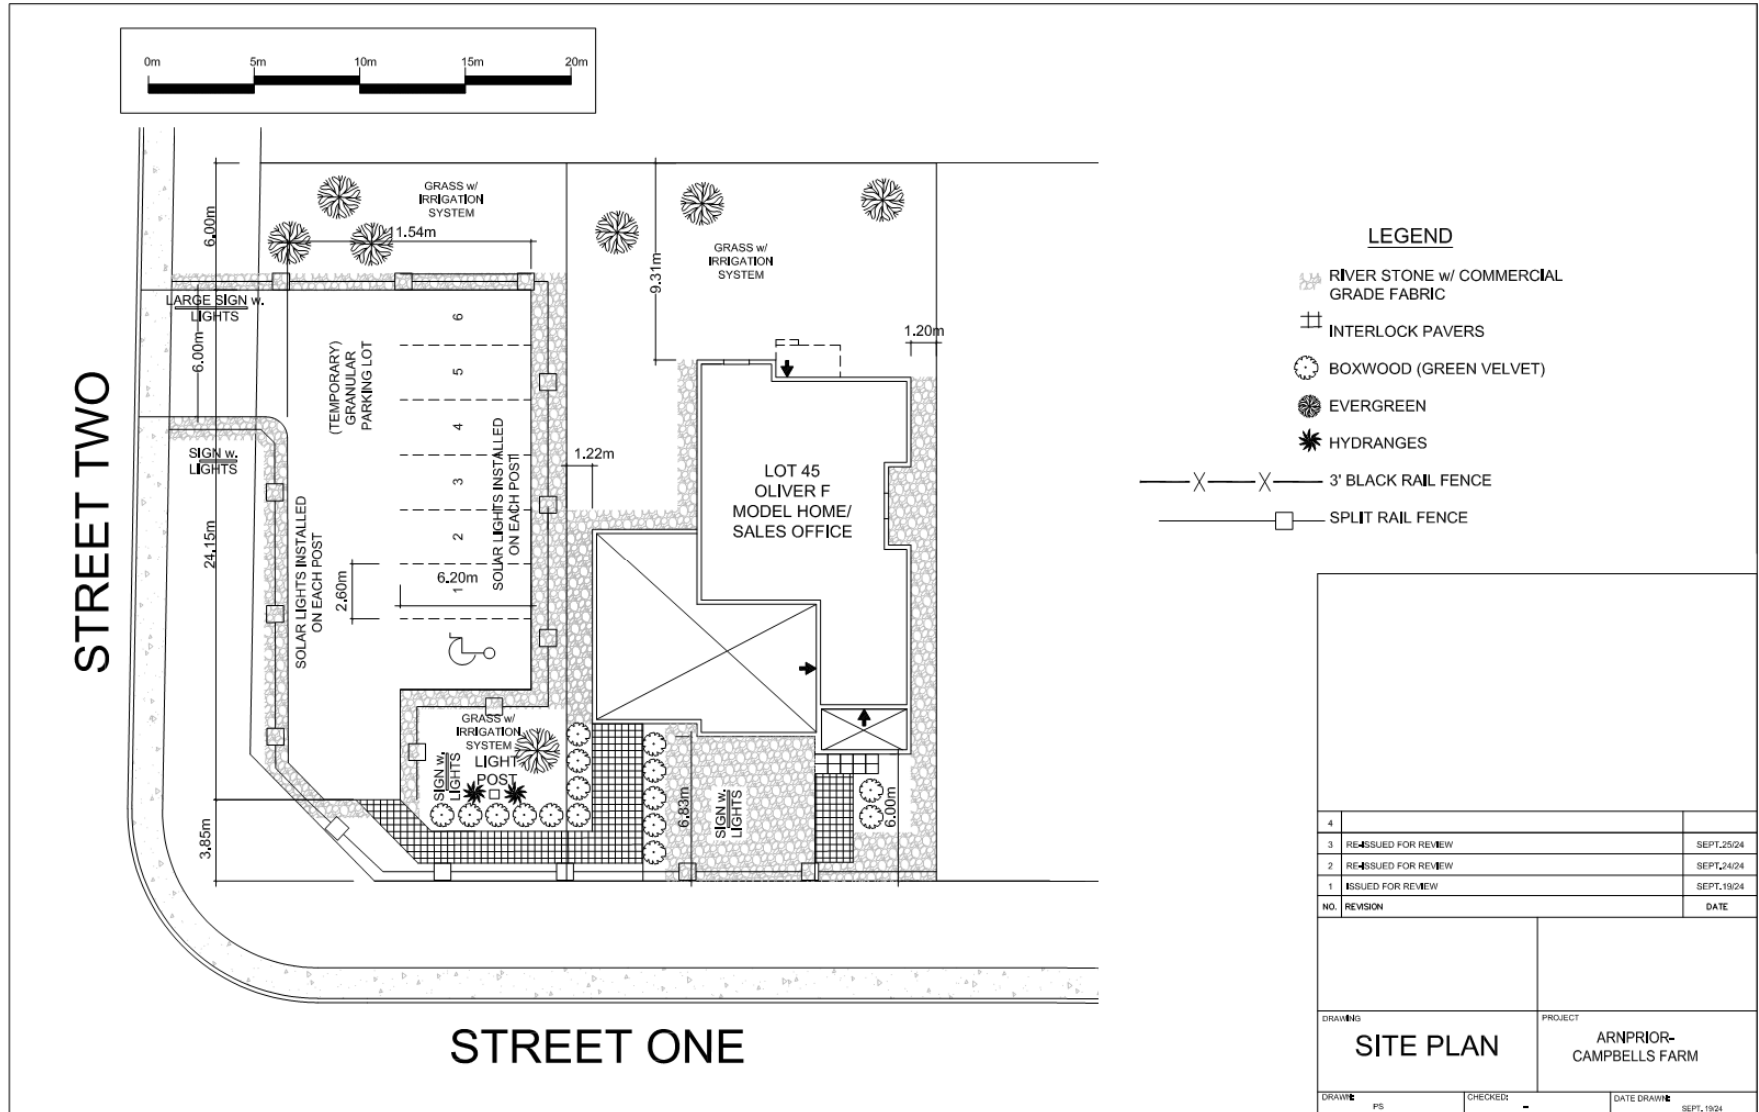 0m 5m 10m 15m 20m
GRASS w/
IRRIGATION
SYSTEM
6.00m
11.54m
GRASS w/
IRRIGATION
SYSTEM
9.31m
1.20m
LARGE SIGN w.
LIGHTS
6.00m
(TEMPORARY)
GRANULAR
PARKING LOT
6
5
4
3
2
1
SOLAR LIGHTS INSTALLED
ON EACH POST
1.22m
SIGN w.
LIGHTS
24.15m
SOLAR LIGHTS INSTALLED
ON EACH POST
2.60m
6.20m
LOT 45
OLIVER F
MODEL HOME/
SALES OFFICE
GRASS w/
IRRIGATION
SYSTEM
LIGHT
POST
SIGN w.
LIGHTS
6.83m
SIGN w.
LIGHTS
6.00m
3.85m
STREET TWO
STREET ONE
LEGEND
RIVER STONE w/ COMMERCIAL
GRADE FABRIC
INTERLOCK PAVERS
BOXWOOD (GREEN VELVET)
EVERGREEN
HYDRANGES
3' BLACK RAIL FENCE
SPLIT RAIL FENCE
4
3 RE-ISSUED FOR REVIEW SEPT.25/24
2 RE-ISSUED FOR REVIEW SEPT.24/24
1 ISSUED FOR REVIEW SEPT.19/24
NO. REVISION DATE
DRAWING
SITE PLAN
PROJECT
ARNPRIOR-
CAMPBELLS FARM
DRAWN:
PS
CHECKED:
-
DATE DRAWN:
SEPT. 19/24